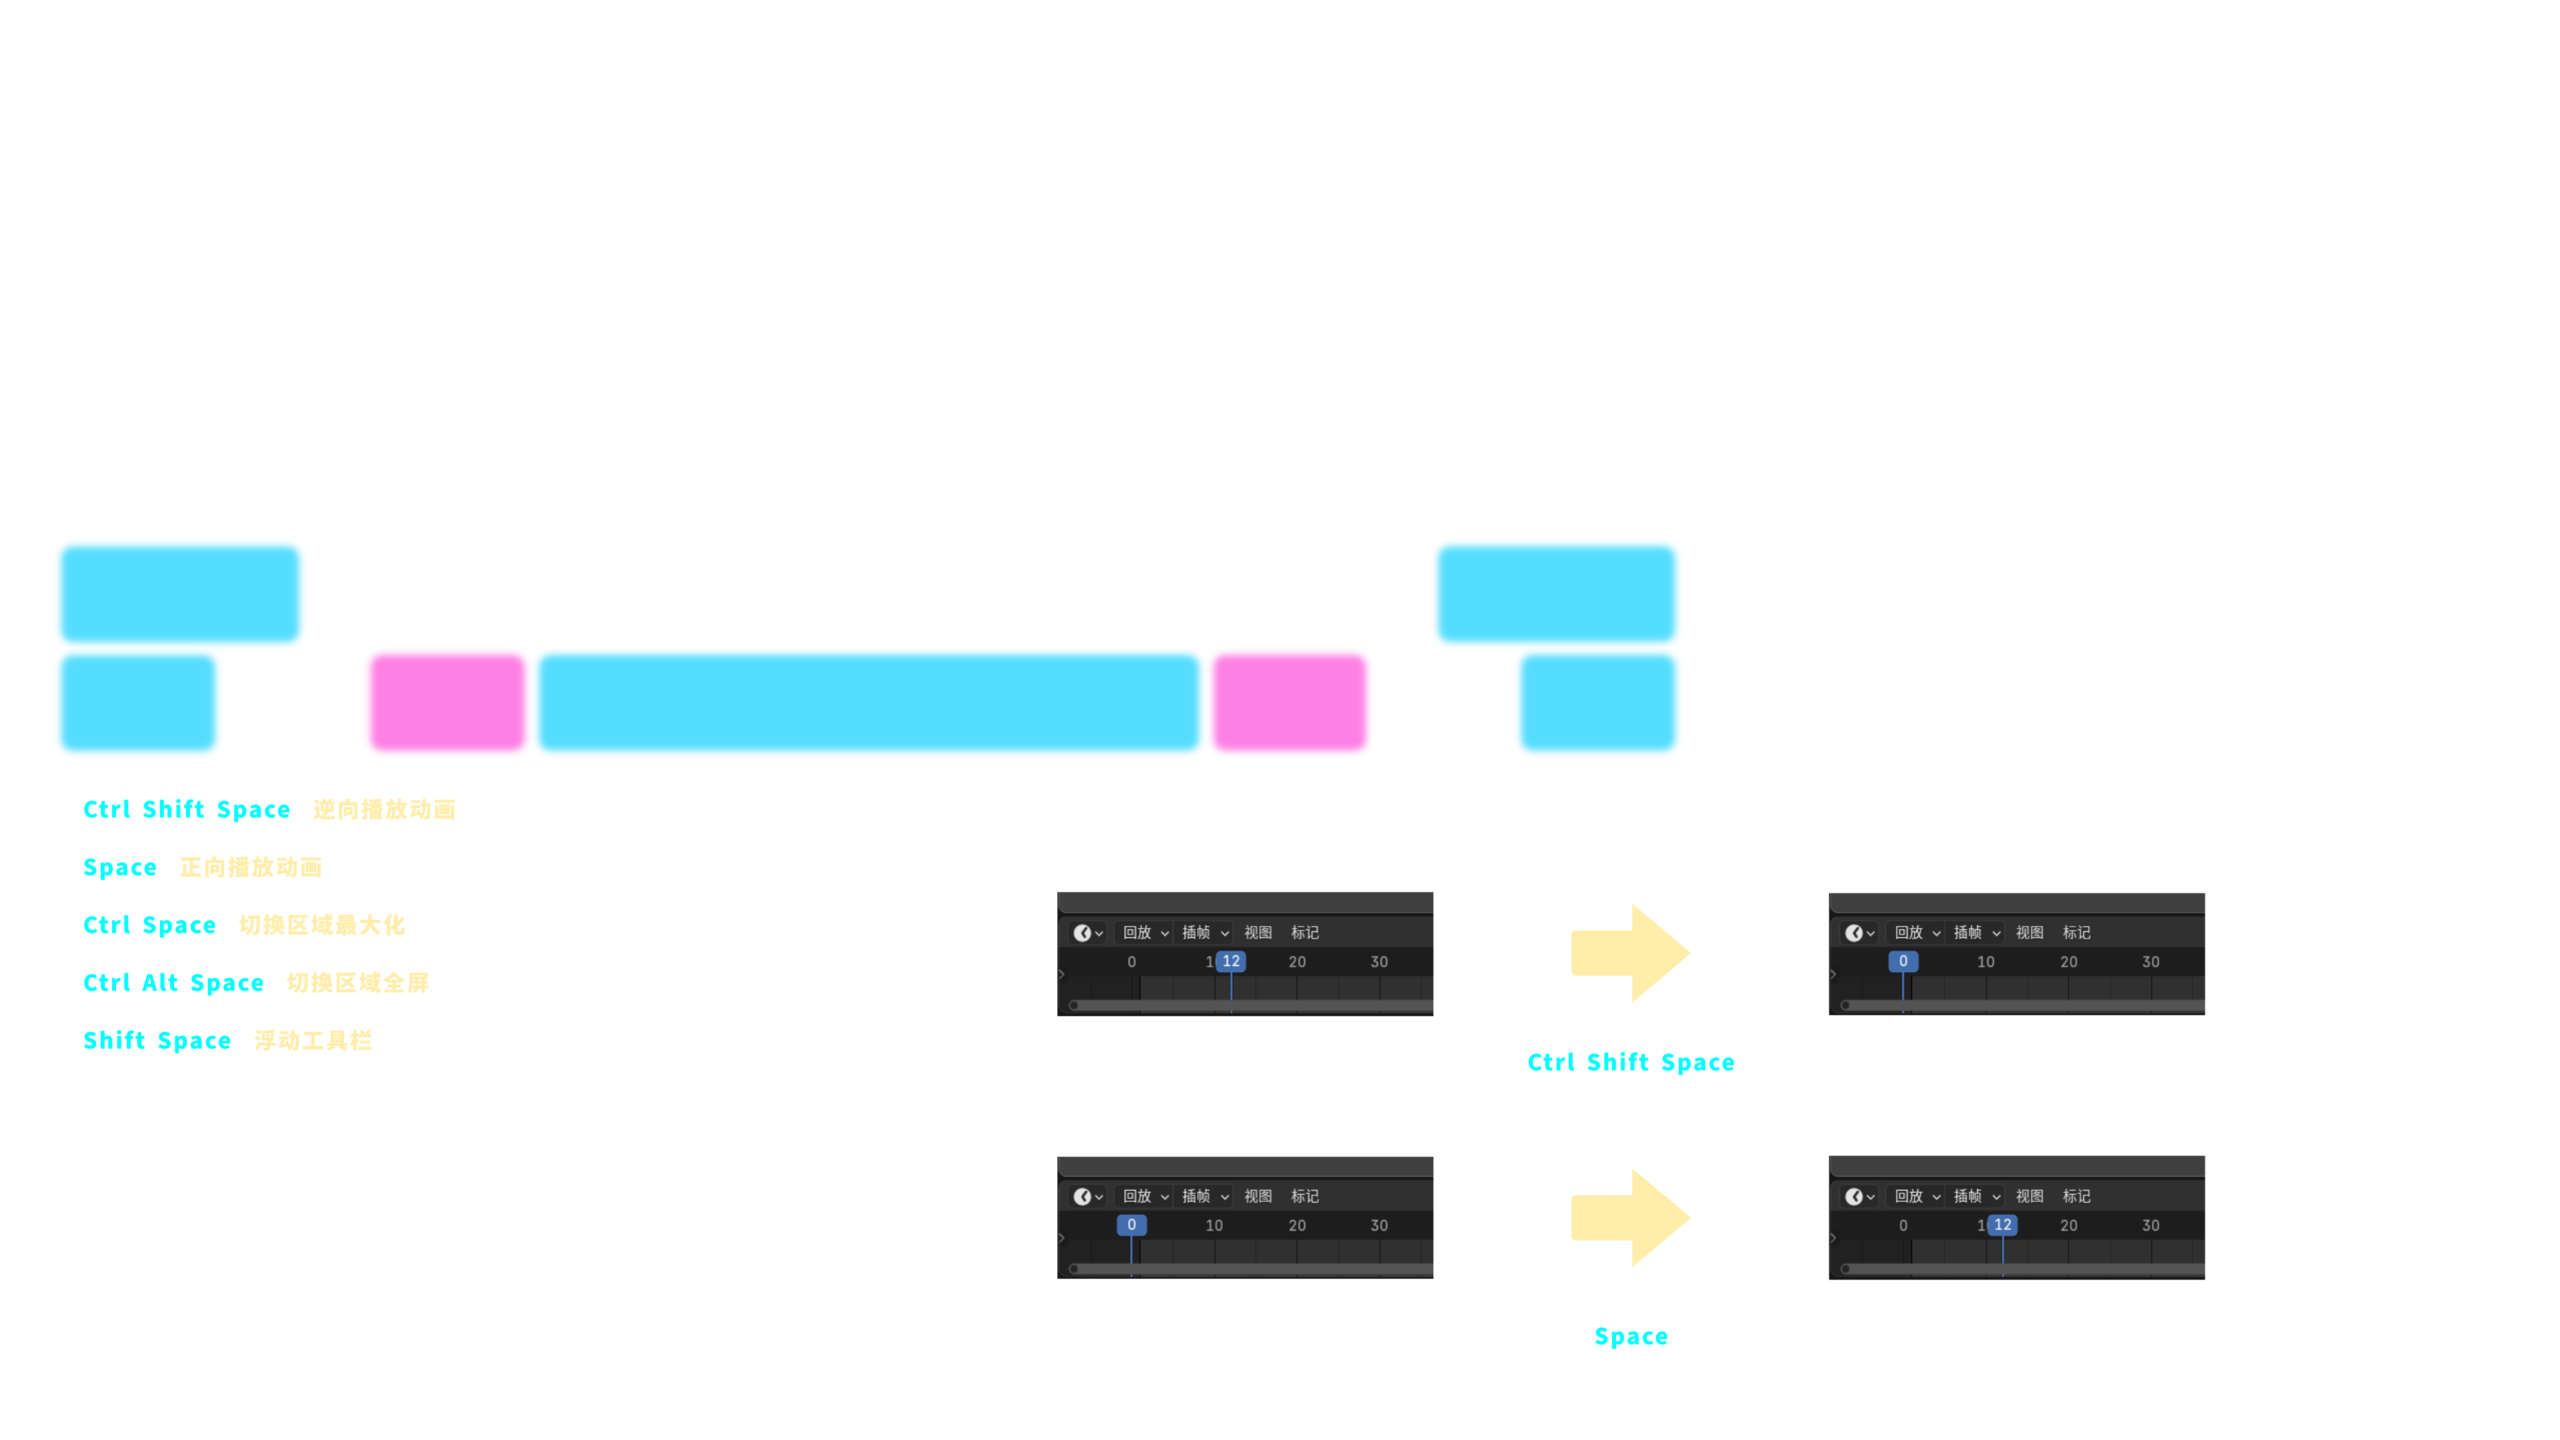 Ctrl Shift Space 逆向播放动画
Space 正向播放动画
Ctrl Space 切换区域最大化
Ctrl Alt Space 切换区域全屏
Shift Space 浮动工具栏
回放 插帧 视图 标记
0 1 12 20 30
回放 插帧 视图 标记
0 10 20 30
Ctrl Shift Space
回放 插帧 视图 标记
0 10 20 30
回放 插帧 视图 标记
0 1 12 20 30
Space